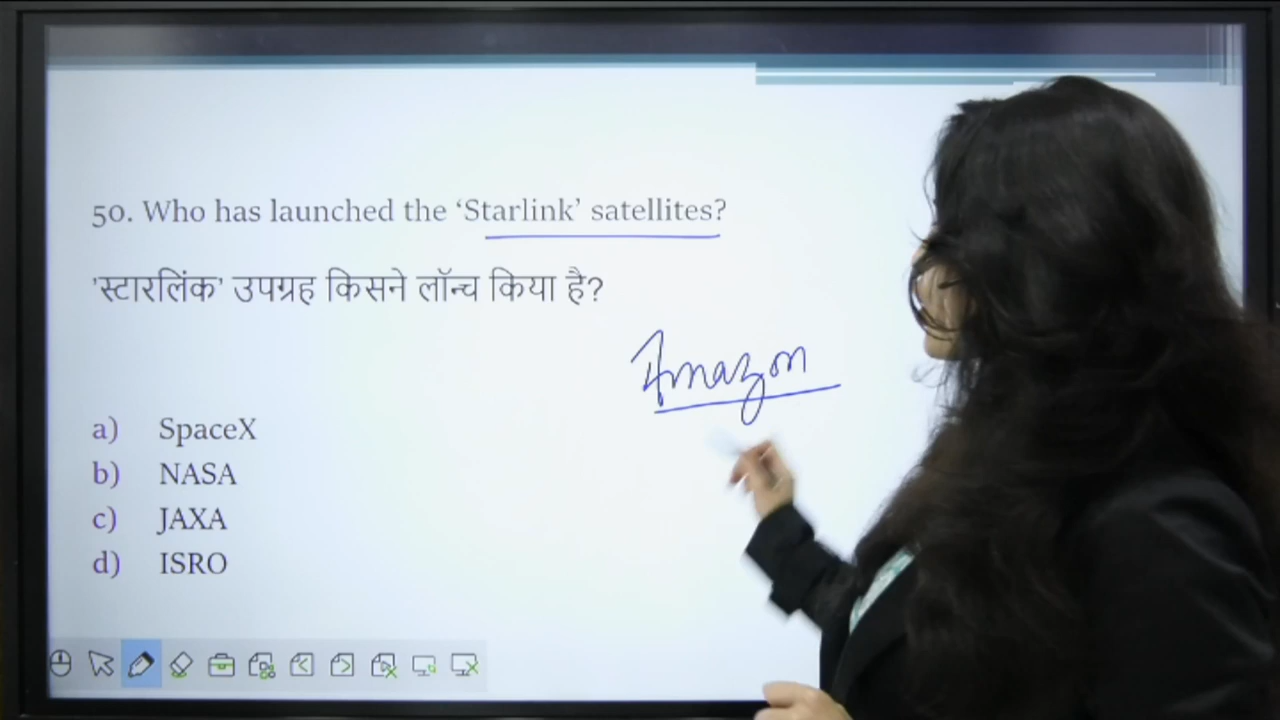 50. Who has launched the ‘Starlink’ satellites?
'स्टारलिंक' उपग्रह किसने लॉन्च किया है?
Amazon
a) SpaceX
b) NASA
c) JAXA
d) ISRO